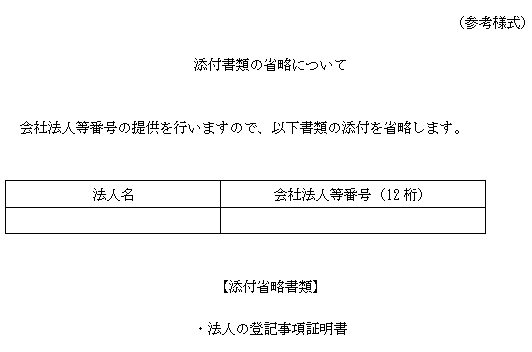 （参考様式）
添付書類の省略について
会社法人等番号の提供を行いますので、以下書類の添付を省略します。
法人名 会社法人等番号（12 桁）
【添付省略書類】
・法人の登記事項証明書